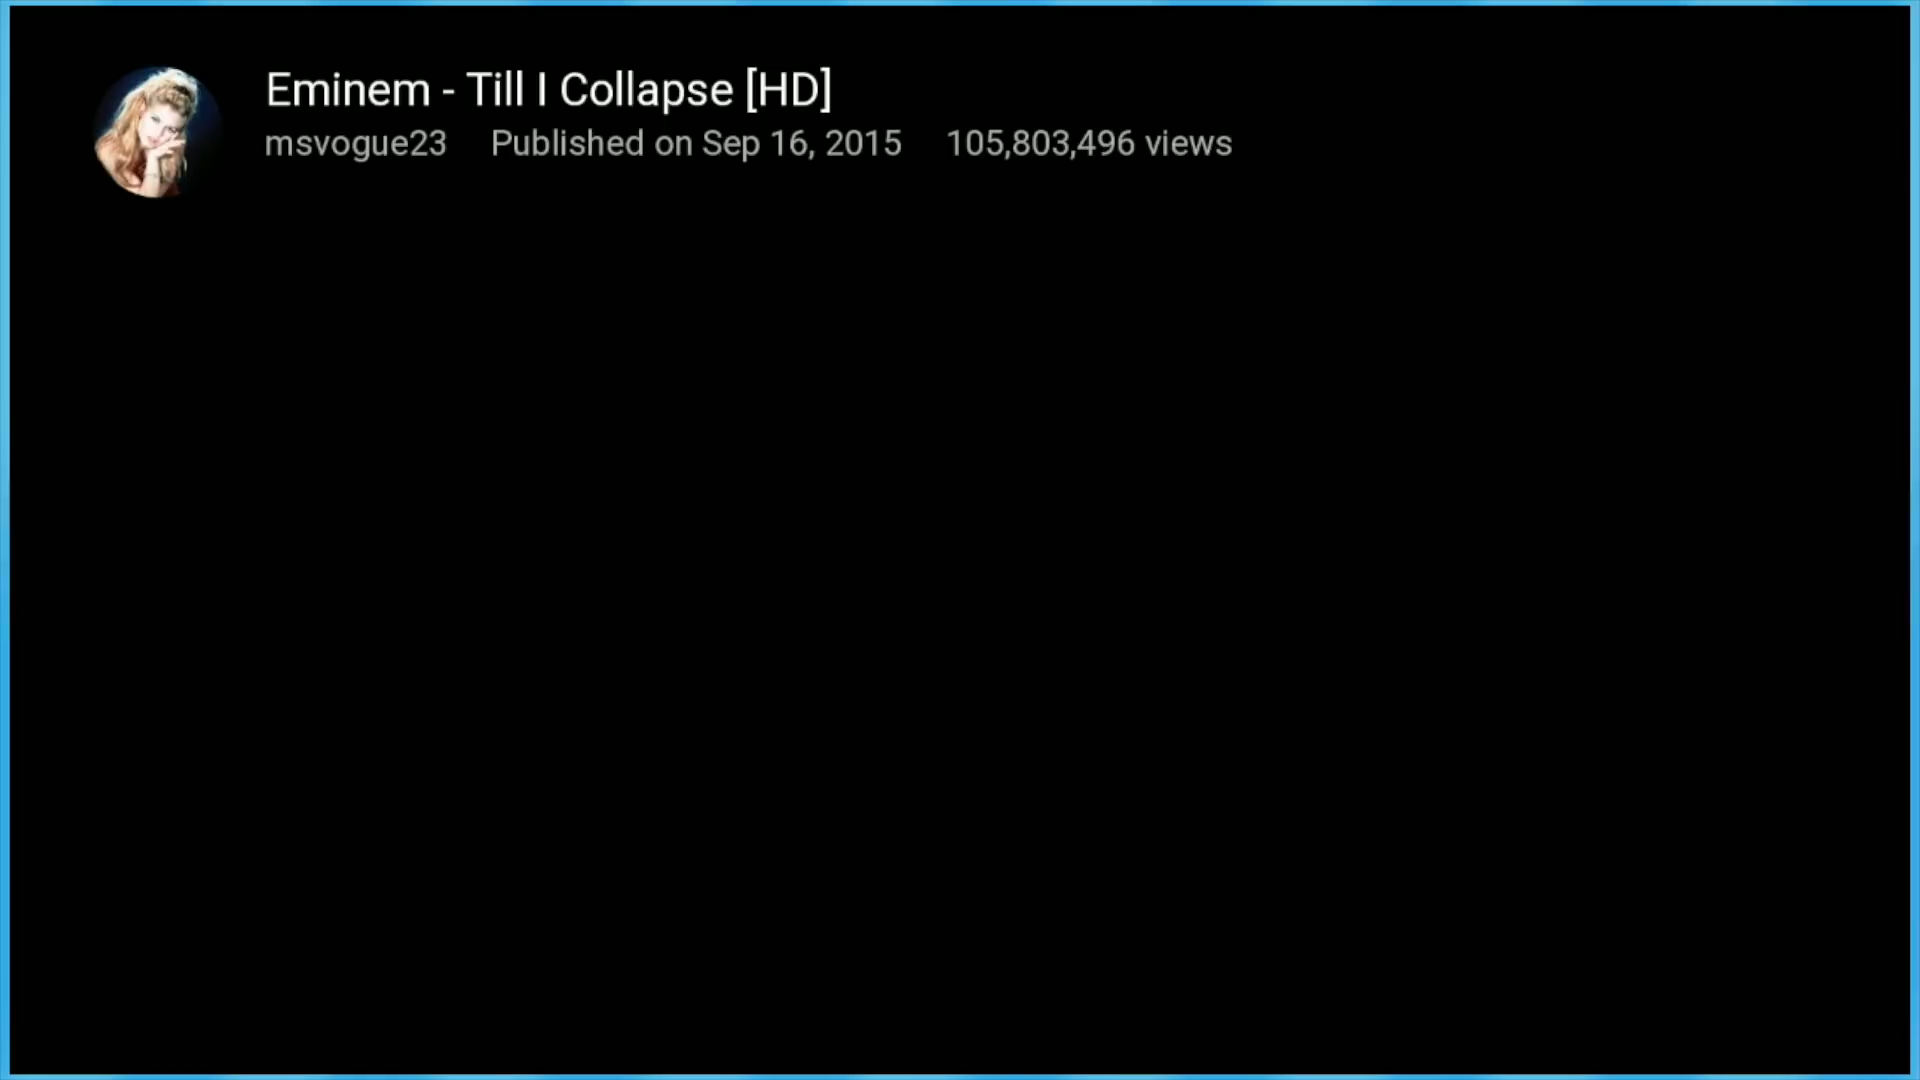 Eminem - Till I Collapse [HD]
msvogue23 Published on Sep 16, 2015 105,803,496 views